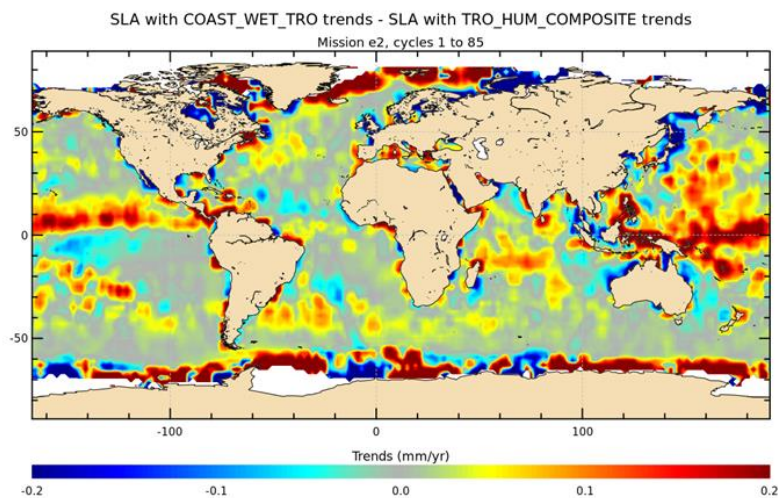 SLA with COAST_WET_TRO trends - SLA with TRO_HUM_COMPOSITE trends
Mission e2, cycles 1 to 85
50
0
-50
-100 0 100
Trends (mm/yr)
-0.2 -0.1 0.0 0.1 0.2